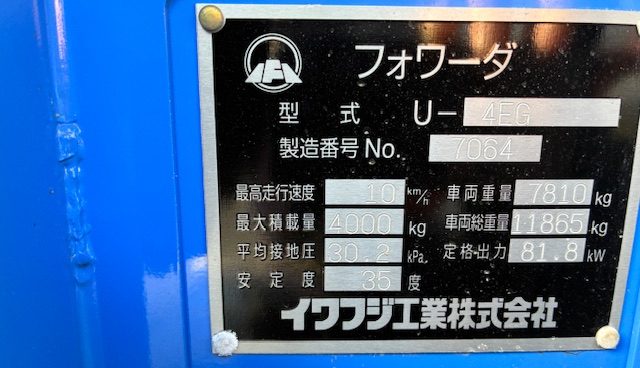 フォワーダ
型式 U-4EG
製造番号 No. 7064
最高走行速度 10 km/h 車両重量 7810 kg
最大積載量 4000 kg 車両総重量 11865 kg
平均接地圧 30.2 kPa. 定格出力 81.8 kW
安定度 35 度
イワフジ工業株式会社